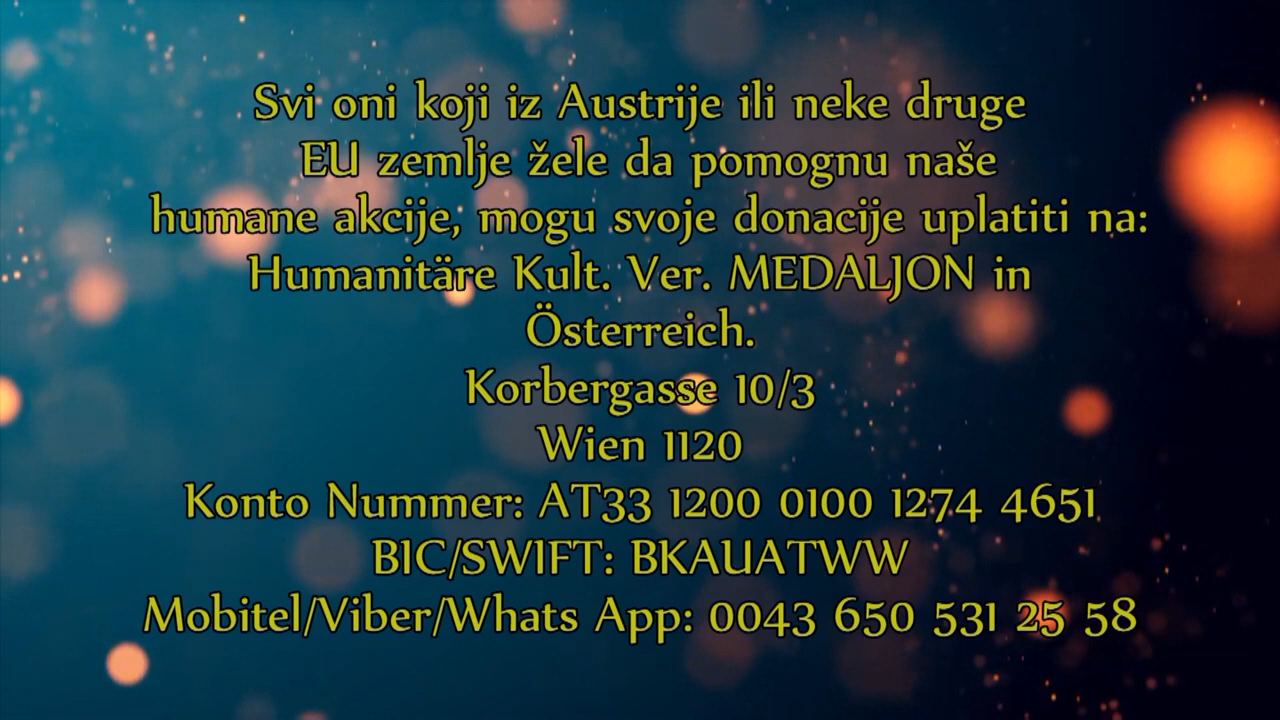 Svi oni koji iz Austrije ili neke druge
EU zemlje žele da pomognu naše
humane akcije, mogu svoje donacije uplatiti na:
Humanitäre Kult. Ver. MEDALJON in
Österreich.
Korbergasse 10/3
Wien 1120
Konto Nummer: AT33 1200 0100 1274 4651
BIC/SWIFT: BKAUATWW
Mobitel/Viber/Whats App: 0043 650 531 25 58